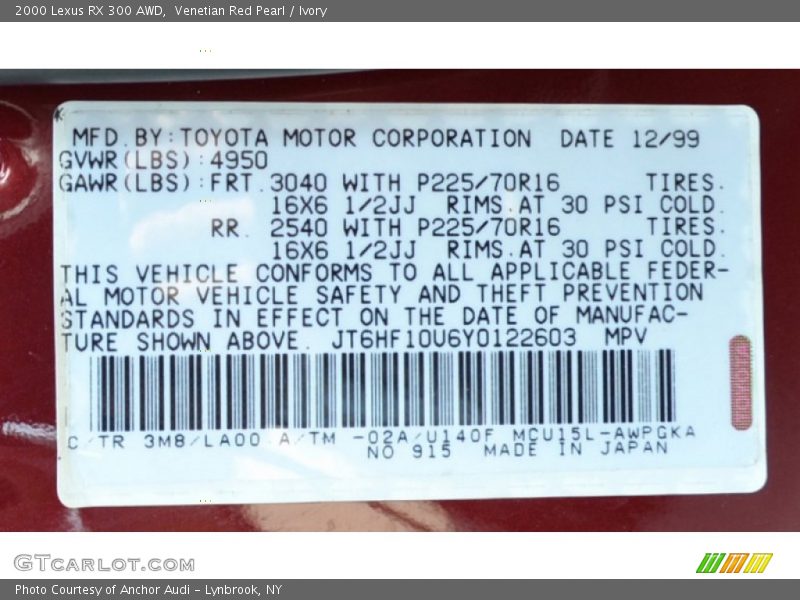 2000 Lexus RX 300 AWD,  Venetian Red Pearl / Ivory
MFD.BY:TOYOTA MOTOR CORPORATION  DATE 12/99
GVWR(LBS):4950
GAWR(LBS):FRT.3040 WITH P225/70R16 TIRES.
16X6 1/2JJ RIMS.AT 30 PSI COLD.
RR. 2540 WITH P225/70R16 TIRES.
16X6 1/2JJ RIMS.AT 30 PSI COLD.
THIS VEHICLE CONFORMS TO ALL APPLICABLE FEDER-
AL MOTOR VEHICLE SAFETY AND THEFT PREVENTION
STANDARDS IN EFFECT ON THE DATE OF MANUFAC-
TURE SHOWN ABOVE. JT6HF10U6Y0122603 MPV
C/TR 3M8/LA00 A/TM -02A/U140F MCU15L-AWPGKA
NO 915 MADE IN JAPAN
GTCARLOT.COM
Photo Courtesy of Anchor Audi – Lynbrook, NY